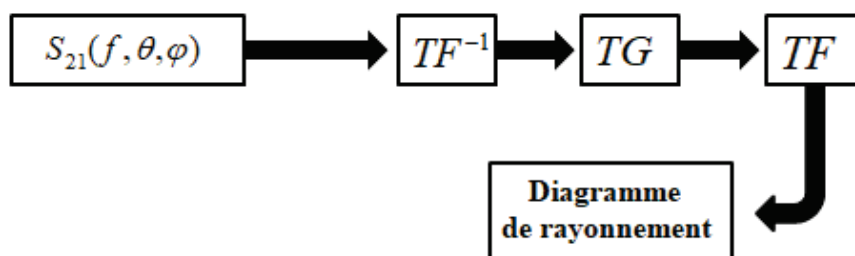 S₂₁(f,θ,φ)
TF⁻¹
TG
TF
Diagramme
de rayonnement